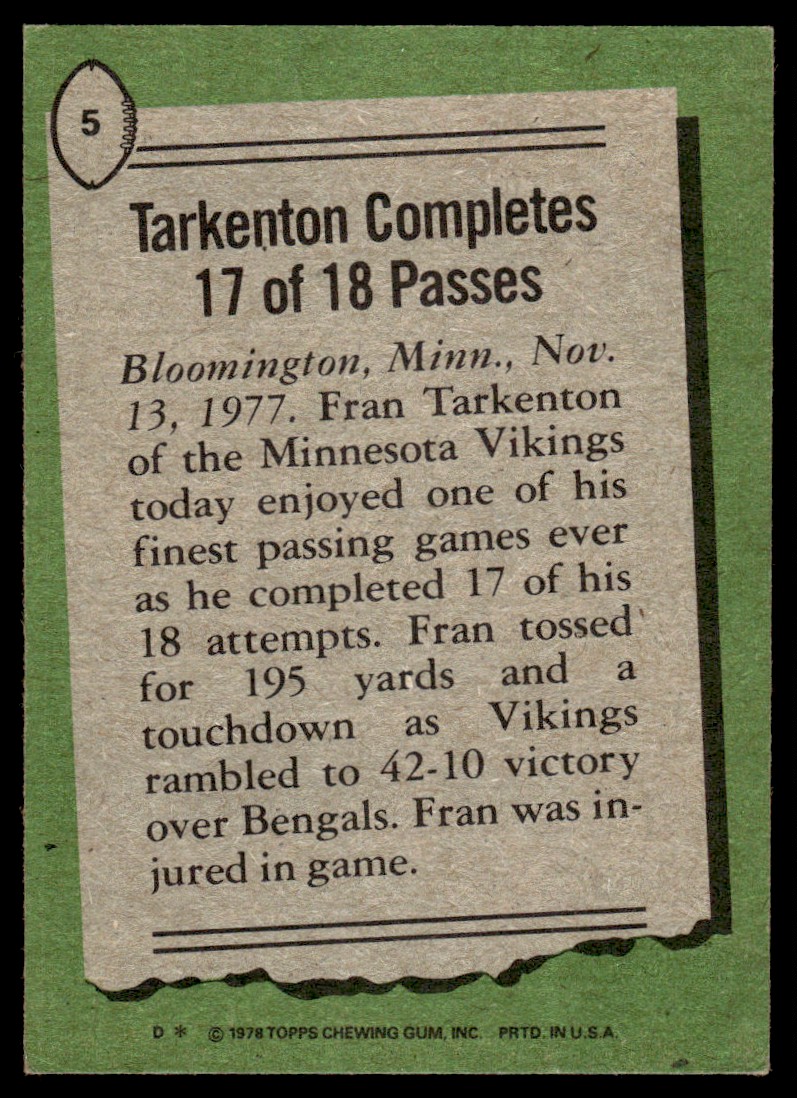 5
Tarkenton Completes
17 of 18 Passes
Bloomington, Minn., Nov.
13, 1977. Fran Tarkenton
of the Minnesota Vikings
today enjoyed one of his
finest passing games ever
as he completed 17 of his
18 attempts. Fran tossed
for 195 yards and a
touchdown as Vikings
rambled to 42-10 victory
over Bengals. Fran was in-
jured in game.
D * © 1978 TOPPS CHEWING GUM, INC. PRTD. IN U.S.A.